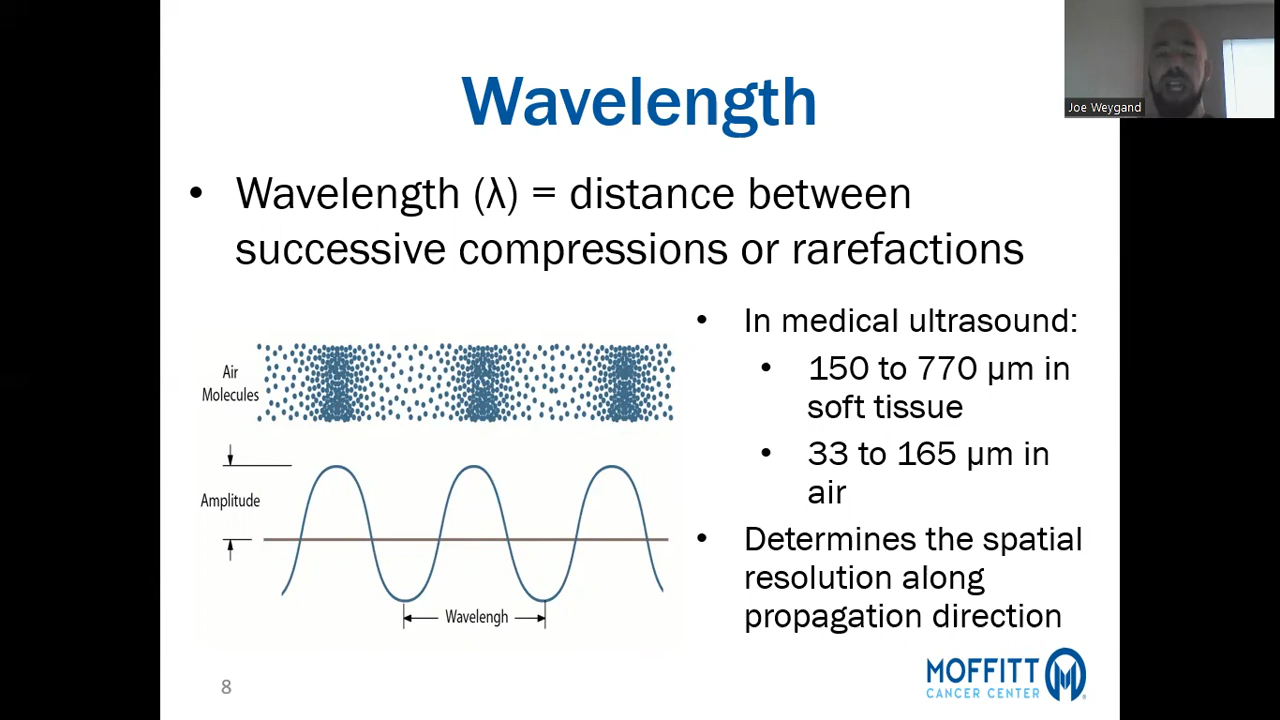 Wavelength
Joe Weygand
• Wavelength (λ) = distance between
successive compressions or rarefactions
Air
Molecules
Amplitude
Wavelengh
• In medical ultrasound:
• 150 to 770 µm in
soft tissue
• 33 to 165 µm in
air
• Determines the spatial
resolution along
propagation direction
8
MOFFITT
CANCER CENTER